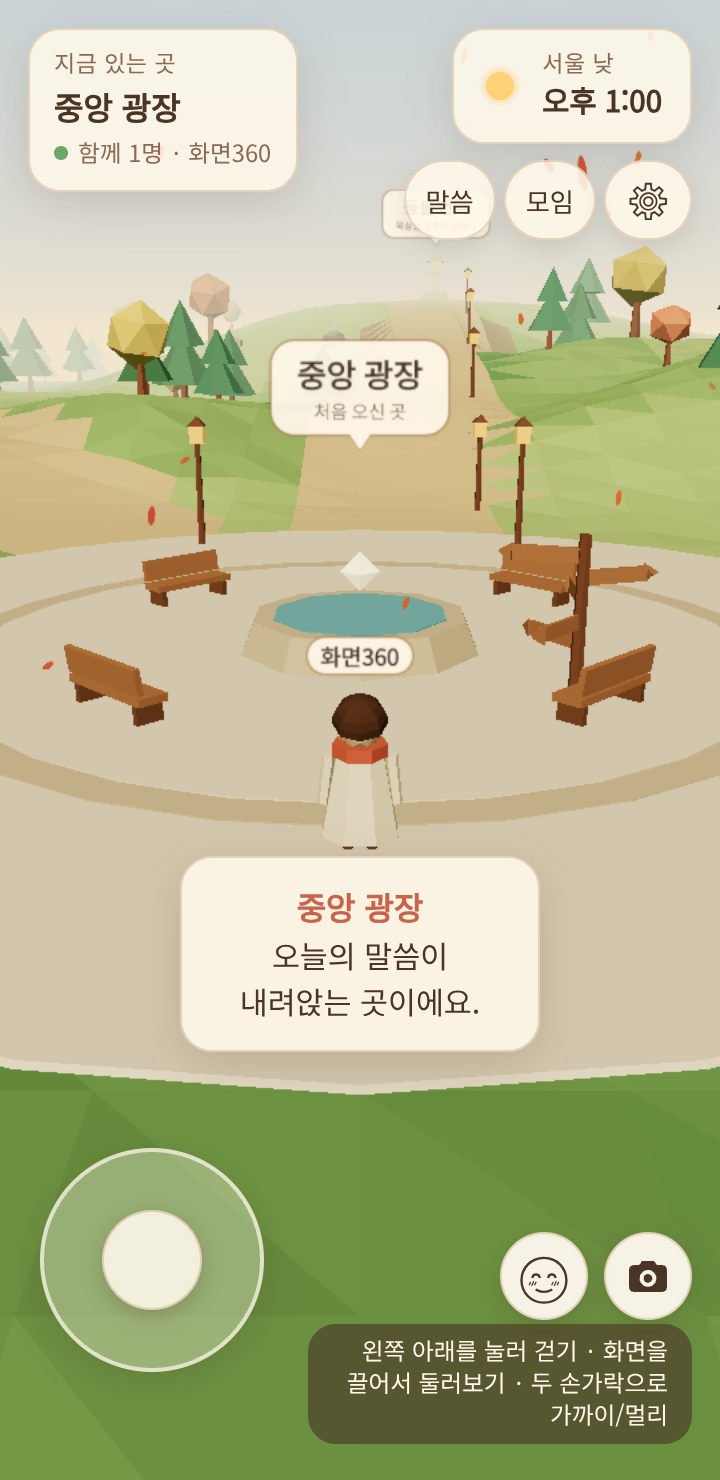 지금 있는 곳
중앙 광장
함께 1명 · 화면360
서울 낮
오후 1:00
말씀
모임
중앙 광장
처음 오신 곳
화면360
중앙 광장
오늘의 말씀이
내려앉는 곳이에요.
왼쪽 아래를 눌러 걷기 · 화면을
끌어서 둘러보기 · 두 손가락으로
가까이/멀리